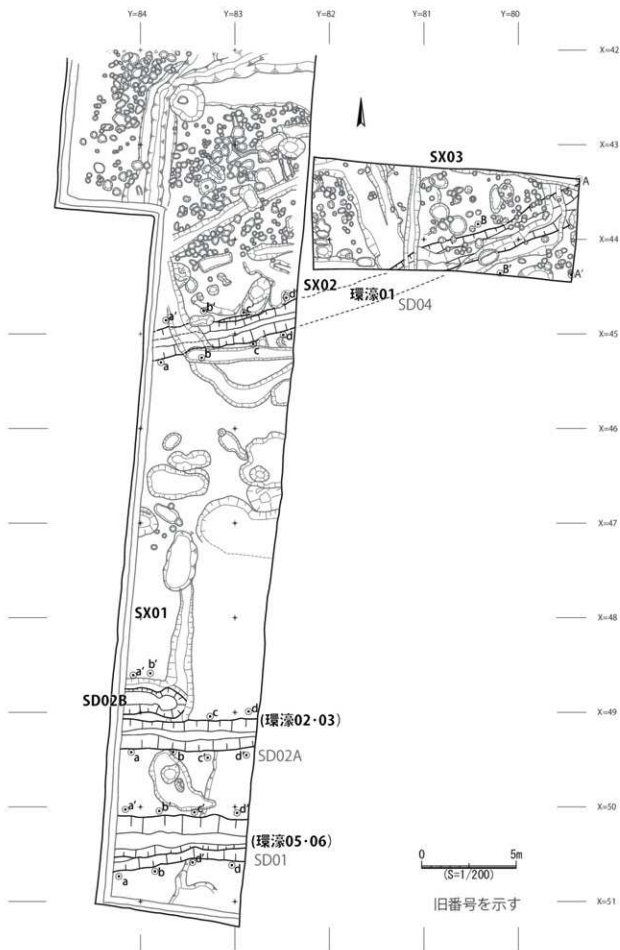 Y=84 Y=83 Y=82 Y=81 Y=80
X=42
X=43
SX03
A
B
X=44
SX02
B' A'
環濠01
SD04
d'
b' c'
a'
X=45
d
c
b
a
X=46
X=47
SX01
X=48
a' b'
SD02B
c d
X=49
(環濠02・03)
SD02A
a b c' d'
X=50
a' b' c' d'
(環濠05・06)
SD01
d' d
a b
0 5m
(S=1/200)
旧番号を示す
X=51